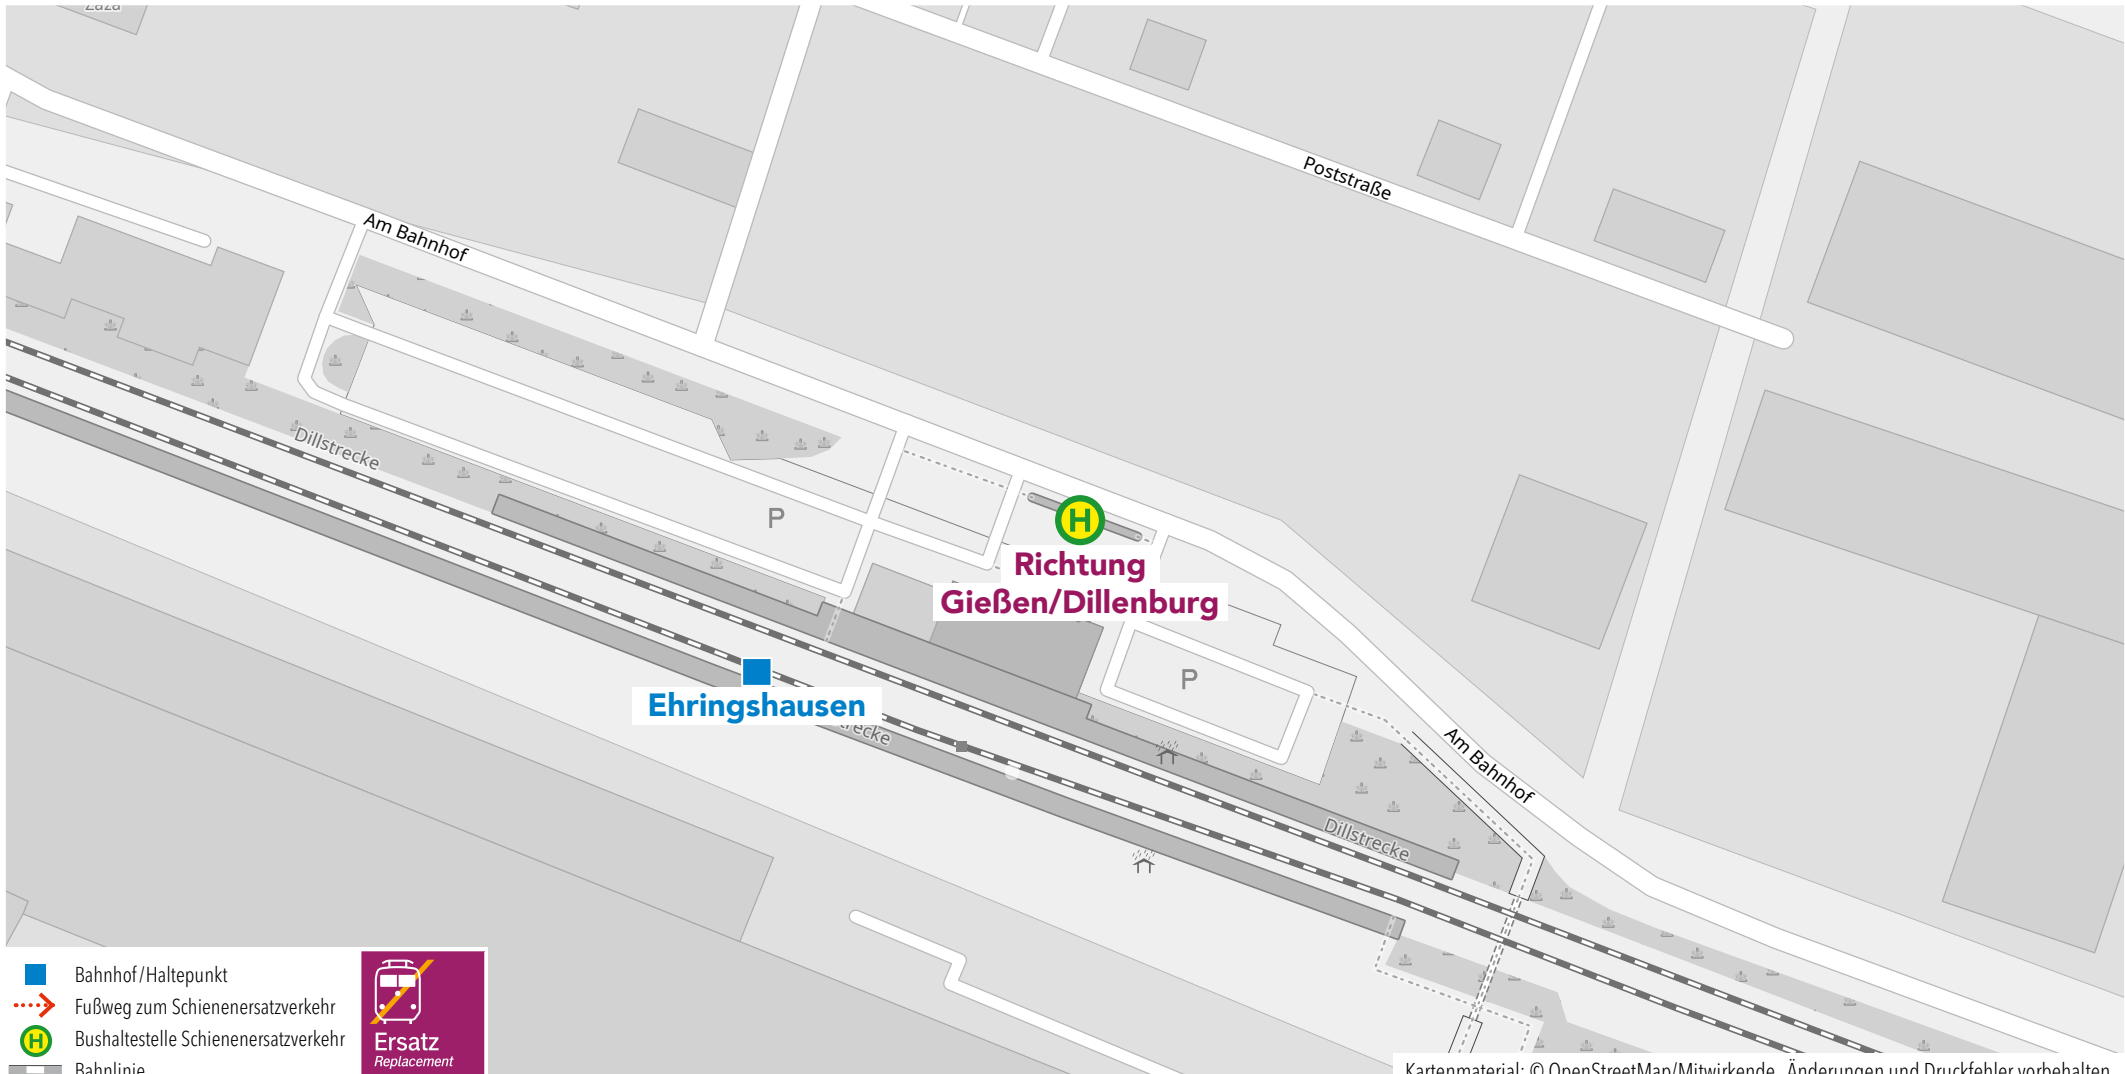 Zaza
Poststraße
Am Bahnhof
Dillstrecke
P
H
Richtung
Gießen/Dillenburg
P
Ehringshausen
Am Bahnhof
Dillstrecke
Bahnhof/Haltepunkt
Fußweg zum Schienenersatzverkehr
H
Bushaltestelle Schienenersatzverkehr
Bahnlinie
Ersatz
Replacement
Kartenmaterial: © OpenStreetMap/Mitwirkende, Änderungen und Druckfehler vorbehalten